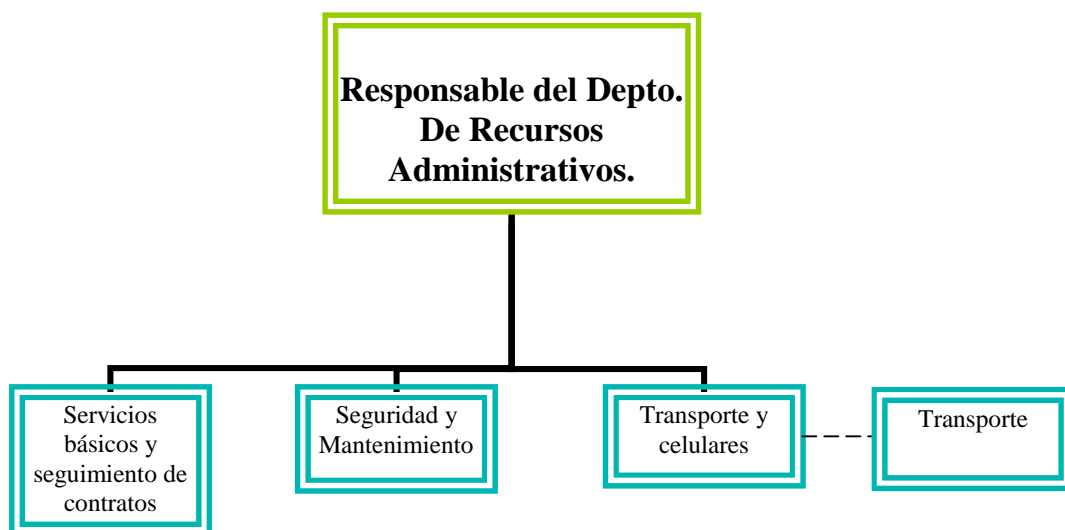 Responsable del Depto.
De Recursos
Administrativos.
Servicios
básicos y
seguimiento de
contratos
Seguridad y
Mantenimiento
Transporte y
celulares
Transporte